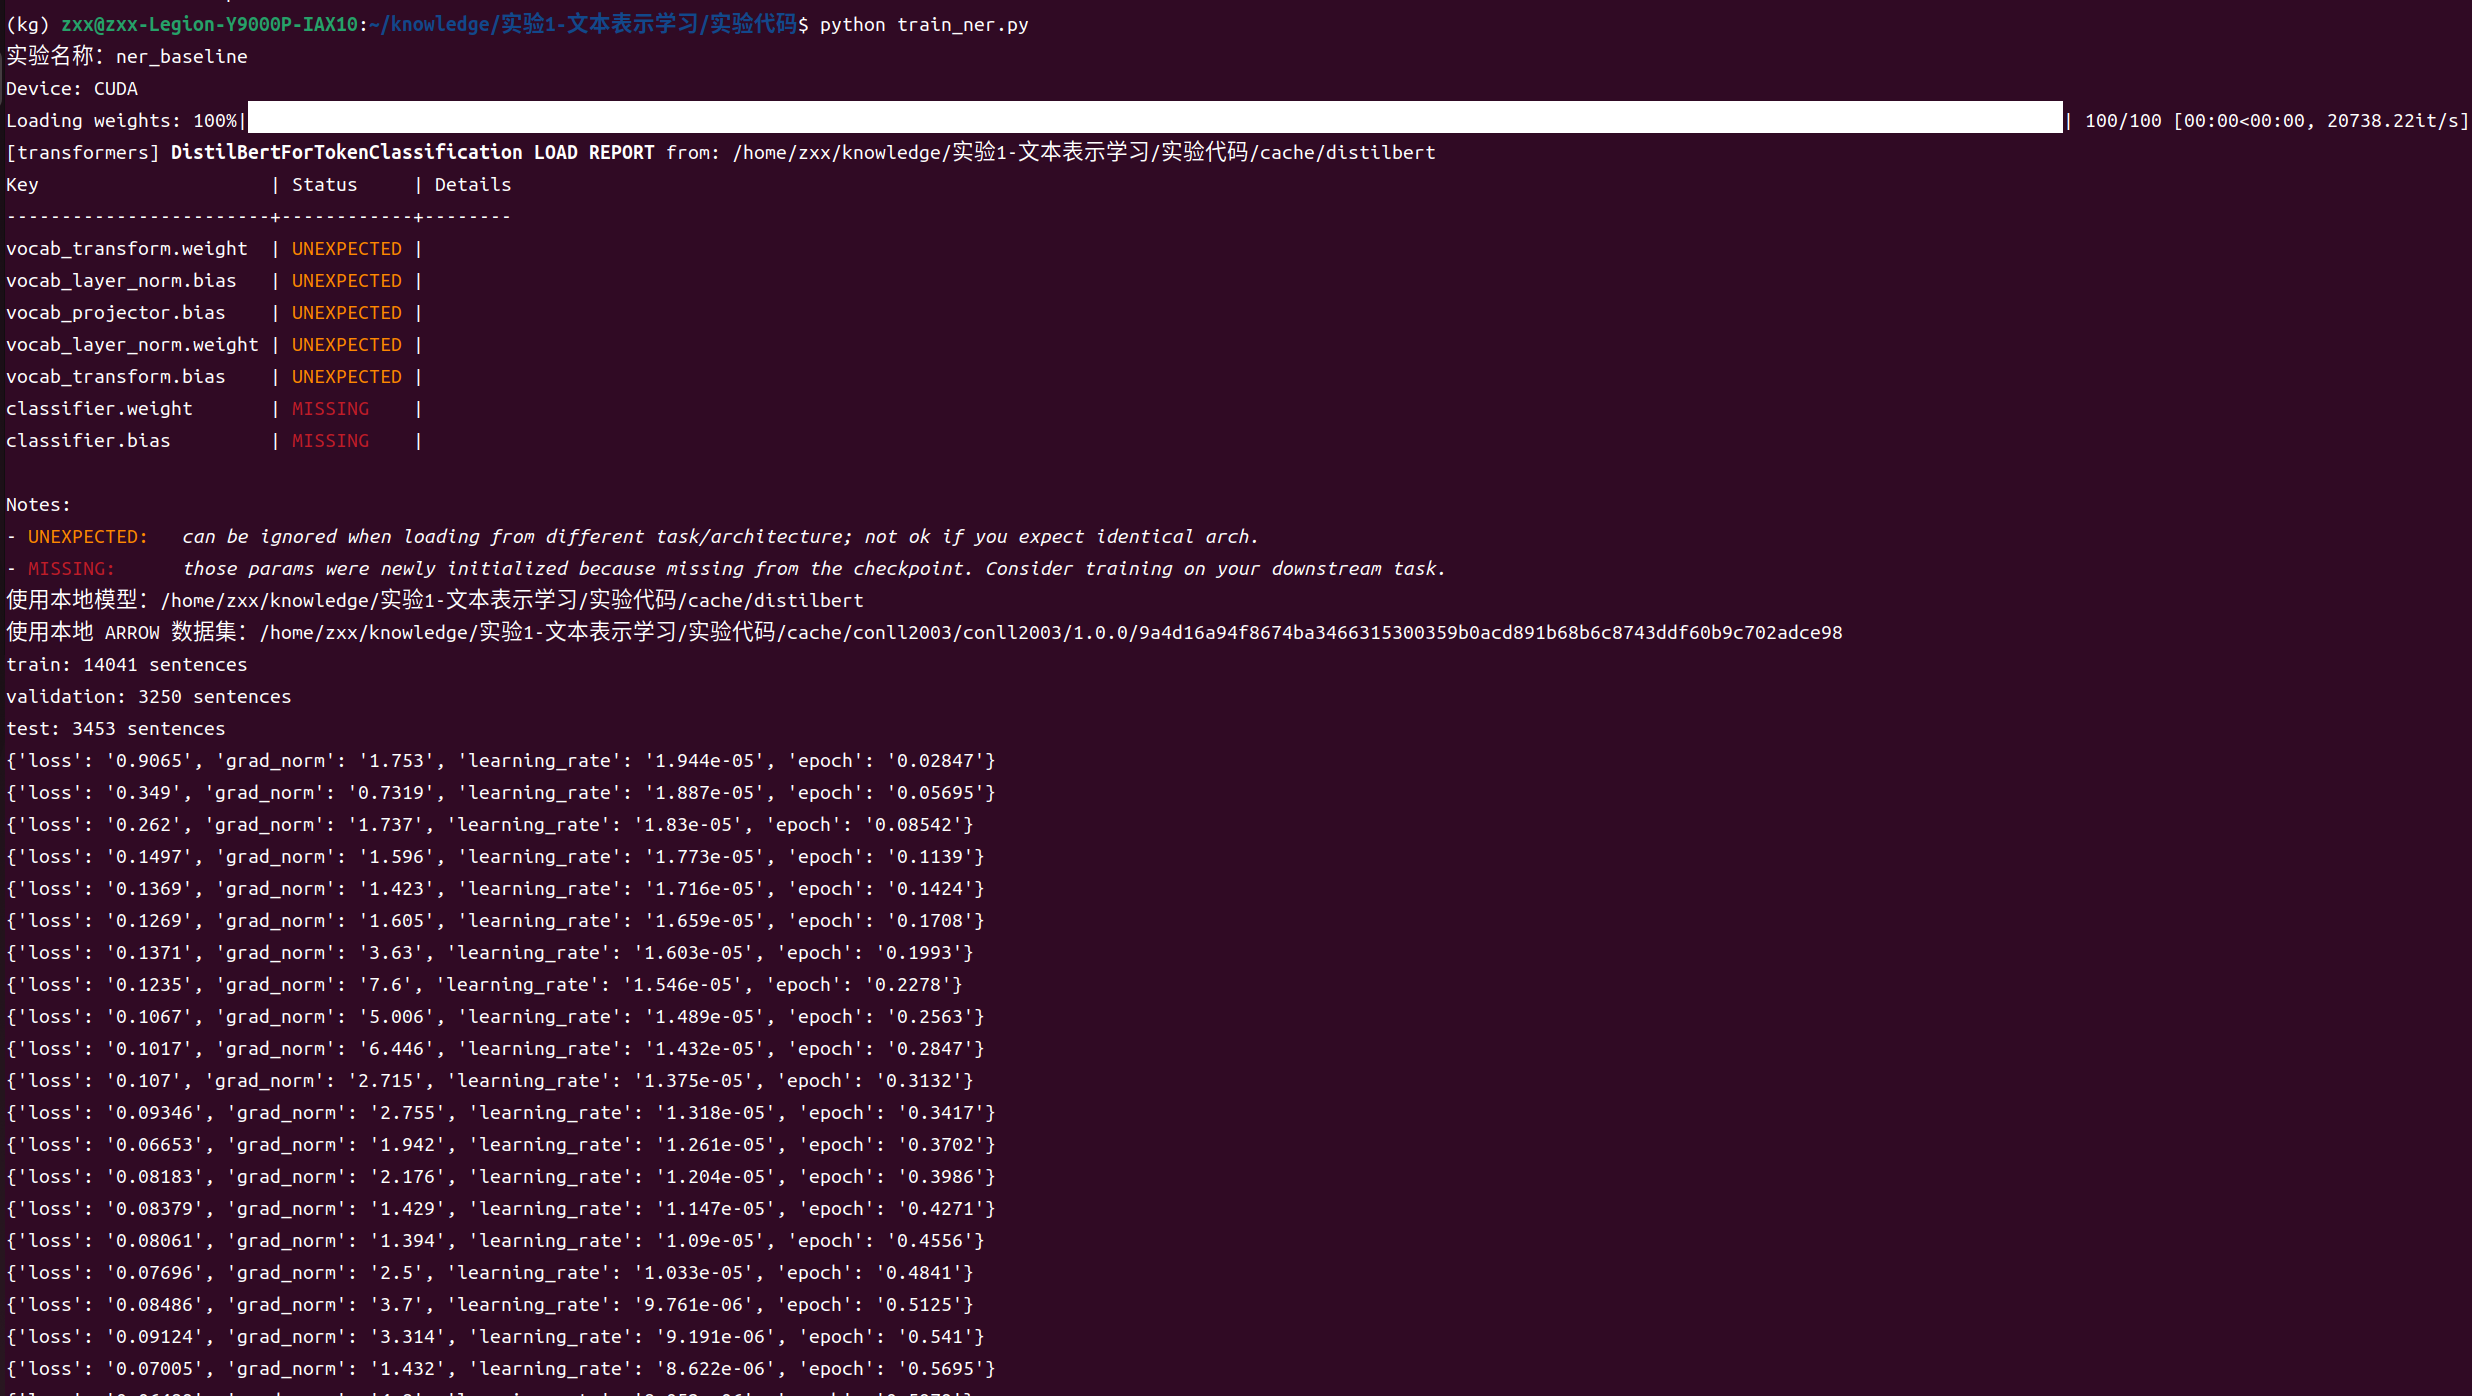 (kg) zxx@zxx-Legion-Y9000P-IAX10:~/knowledge/实验1-文本表示学习/实验代码$ python train_ner.py
实验名称：ner_baseline
Device: CUDA
Loading weights: 100%| | 100/100 [00:00<00:00, 20738.22it/s]
[transformers] DistilBertForTokenClassification LOAD REPORT from: /home/zxx/knowledge/实验1-文本表示学习/实验代码/cache/distilbert
Key                     | Status     | Details
------------------------+------------+--------
vocab_transform.weight  | UNEXPECTED |
vocab_layer_norm.bias   | UNEXPECTED |
vocab_projector.bias    | UNEXPECTED |
vocab_layer_norm.weight | UNEXPECTED |
vocab_transform.bias    | UNEXPECTED |
classifier.weight       | MISSING    |
classifier.bias         | MISSING    |
Notes:
- UNEXPECTED:   can be ignored when loading from different task/architecture; not ok if you expect identical arch.
- MISSING:      those params were newly initialized because missing from the checkpoint. Consider training on your downstream task.
使用本地模型：/home/zxx/knowledge/实验1-文本表示学习/实验代码/cache/distilbert
使用本地 ARROW 数据集：/home/zxx/knowledge/实验1-文本表示学习/实验代码/cache/conll2003/conll2003/1.0.0/9a4d16a94f8674ba3466315300359b0acd891b68b6c8743ddf60b9c702adce98
train: 14041 sentences
validation: 3250 sentences
test: 3453 sentences
{'loss': '0.9065', 'grad_norm': '1.753', 'learning_rate': '1.944e-05', 'epoch': '0.02847'}
{'loss': '0.349', 'grad_norm': '0.7319', 'learning_rate': '1.887e-05', 'epoch': '0.05695'}
{'loss': '0.262', 'grad_norm': '1.737', 'learning_rate': '1.83e-05', 'epoch': '0.08542'}
{'loss': '0.1497', 'grad_norm': '1.596', 'learning_rate': '1.773e-05', 'epoch': '0.1139'}
{'loss': '0.1369', 'grad_norm': '1.423', 'learning_rate': '1.716e-05', 'epoch': '0.1424'}
{'loss': '0.1269', 'grad_norm': '1.605', 'learning_rate': '1.659e-05', 'epoch': '0.1708'}
{'loss': '0.1371', 'grad_norm': '3.63', 'learning_rate': '1.603e-05', 'epoch': '0.1993'}
{'loss': '0.1235', 'grad_norm': '7.6', 'learning_rate': '1.546e-05', 'epoch': '0.2278'}
{'loss': '0.1067', 'grad_norm': '5.006', 'learning_rate': '1.489e-05', 'epoch': '0.2563'}
{'loss': '0.1017', 'grad_norm': '6.446', 'learning_rate': '1.432e-05', 'epoch': '0.2847'}
{'loss': '0.107', 'grad_norm': '2.715', 'learning_rate': '1.375e-05', 'epoch': '0.3132'}
{'loss': '0.09346', 'grad_norm': '2.755', 'learning_rate': '1.318e-05', 'epoch': '0.3417'}
{'loss': '0.06653', 'grad_norm': '1.942', 'learning_rate': '1.261e-05', 'epoch': '0.3702'}
{'loss': '0.08183', 'grad_norm': '2.176', 'learning_rate': '1.204e-05', 'epoch': '0.3986'}
{'loss': '0.08379', 'grad_norm': '1.429', 'learning_rate': '1.147e-05', 'epoch': '0.4271'}
{'loss': '0.08061', 'grad_norm': '1.394', 'learning_rate': '1.09e-05', 'epoch': '0.4556'}
{'loss': '0.07696', 'grad_norm': '2.5', 'learning_rate': '1.033e-05', 'epoch': '0.4841'}
{'loss': '0.08486', 'grad_norm': '3.7', 'learning_rate': '9.761e-06', 'epoch': '0.5125'}
{'loss': '0.09124', 'grad_norm': '3.314', 'learning_rate': '9.191e-06', 'epoch': '0.541'}
{'loss': '0.07005', 'grad_norm': '1.432', 'learning_rate': '8.622e-06', 'epoch': '0.5695'}